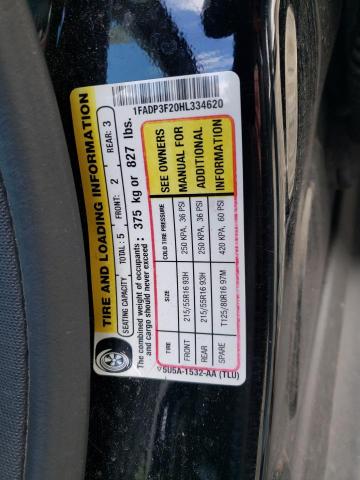 1FADP3F20HL334620
TIRE AND LOADING INFORMATION
SEATING CAPACITY TOTAL: 5 FRONT: 2 REAR: 3
The combined weight of occupants
and cargo should never exceed: 375 kg or 827 lbs.
TIRE SIZE COLD TIRE PRESSURE
FRONT 215/55R16 93H 250 KPA, 36 PSI
REAR 215/55R16 93H 250 KPA, 36 PSI
SPARE T125/80R16 97M 420 KPA, 60 PSI
SEE OWNERS
MANUAL FOR
ADDITIONAL
INFORMATION
5U5A-1532-AA (TLU)